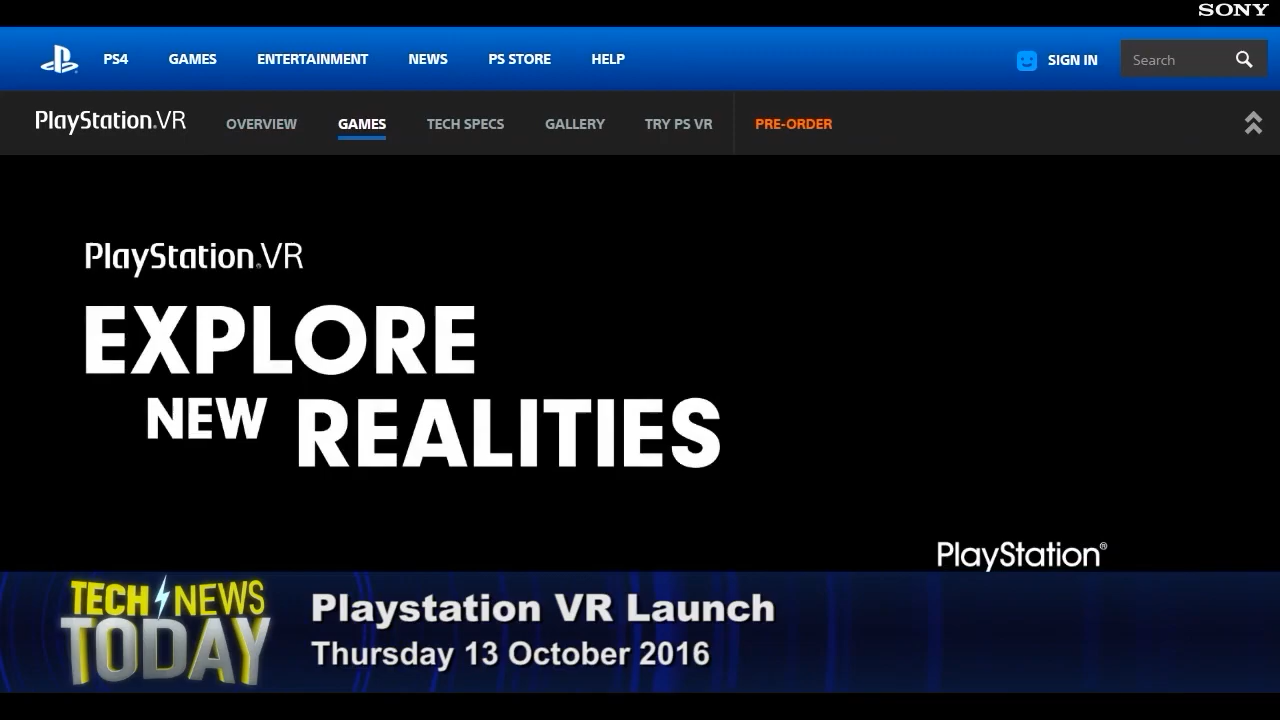 SONY
PS4 GAMES ENTERTAINMENT NEWS PS STORE HELP SIGN IN Search
PlayStation.VR OVERVIEW GAMES TECH SPECS GALLERY TRY PS VR PRE-ORDER
PlayStation.VR
EXPLORE
NEW REALITIES
PlayStation®
TECH NEWS
TODAY
Playstation VR Launch
Thursday 13 October 2016